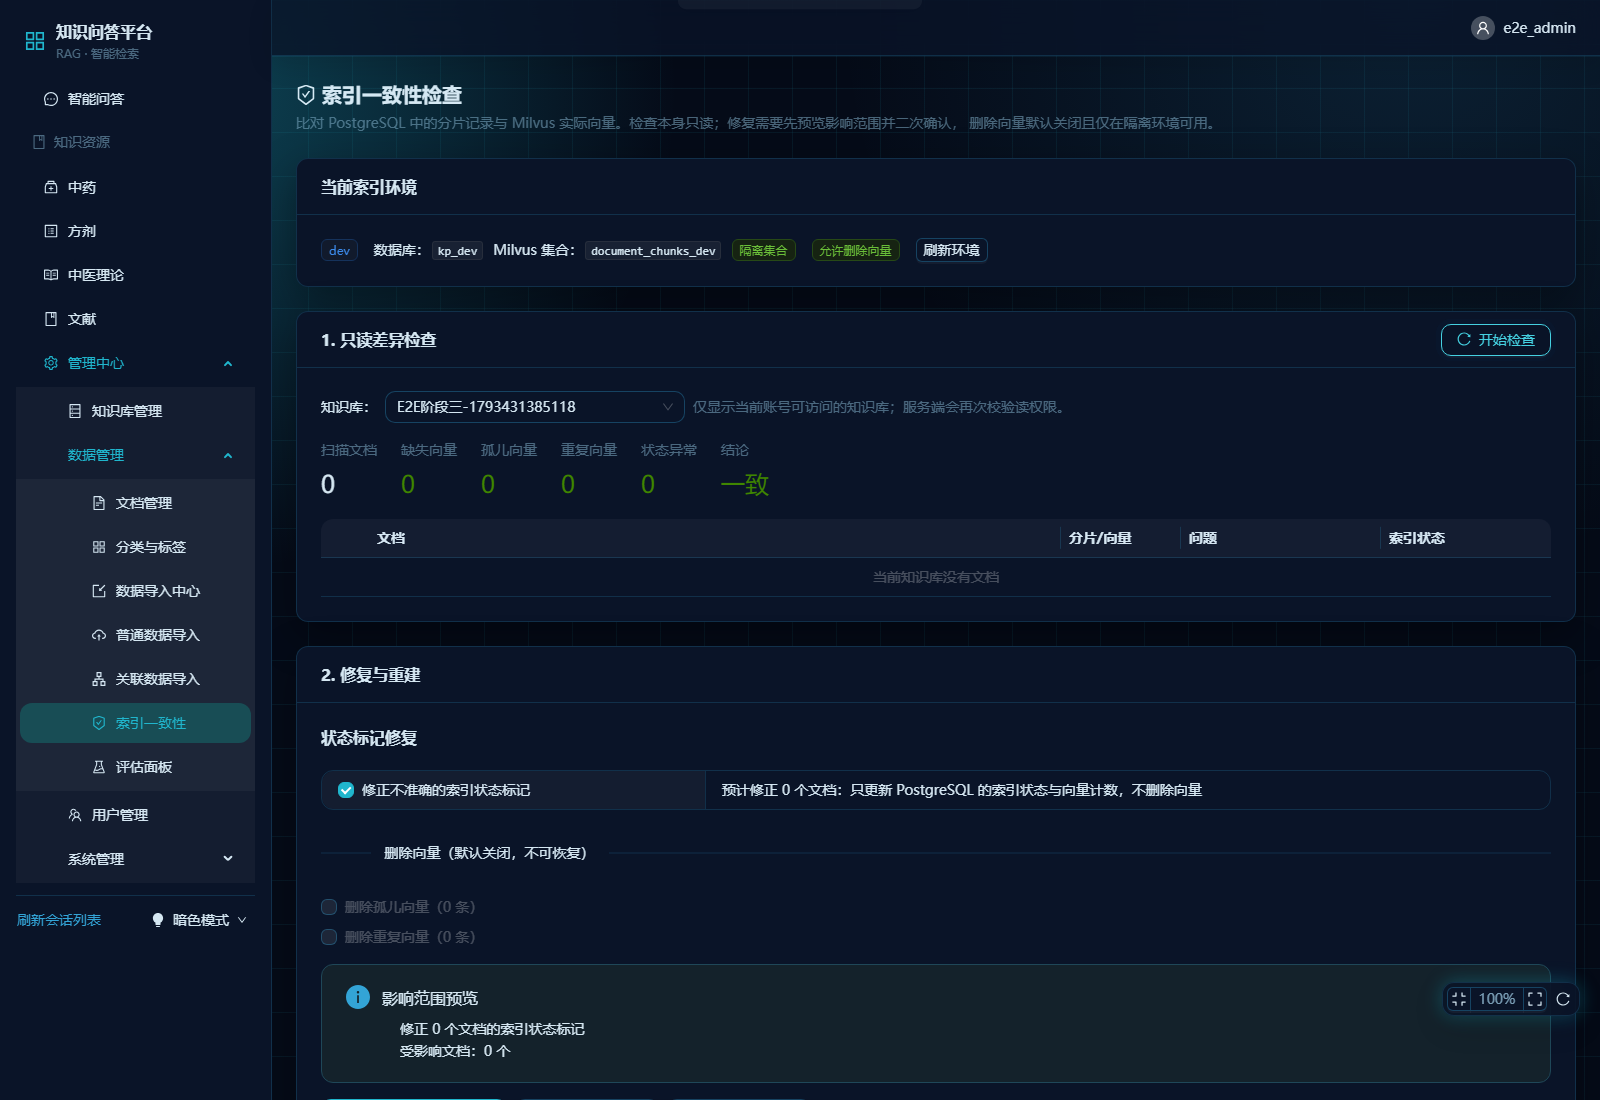 知识问答平台
RAG · 智能检索
e2e_admin
智能问答
知识资源
中药
方剂
中医理论
文献
管理中心
知识库管理
数据管理
文档管理
分类与标签
数据导入中心
普通数据导入
关联数据导入
索引一致性
评估面板
用户管理
系统管理
刷新会话列表
暗色模式
索引一致性检查
比对 PostgreSQL 中的分片记录与 Milvus 实际向量。检查本身只读；修复需要先预览影响范围并二次确认， 删除向量默认关闭且仅在隔离环境可用。
当前索引环境
dev 数据库： kp_dev Milvus 集合： document_chunks_dev 隔离集合 允许删除向量 刷新环境
1. 只读差异检查
开始检查
知识库： E2E阶段三-1793431385118 仅显示当前账号可访问的知识库；服务端会再次校验读权限。
扫描文档 缺失向量 孤儿向量 重复向量 状态异常 结论
0 0 0 0 0 一致
文档 分片/向量 问题 索引状态
当前知识库没有文档
2. 修复与重建
状态标记修复
修正不准确的索引状态标记 预计修正 0 个文档：只更新 PostgreSQL 的索引状态与向量计数，不删除向量
删除向量（默认关闭，不可恢复）
删除孤儿向量（0 条）
删除重复向量（0 条）
影响范围预览
修正 0 个文档的索引状态标记
受影响文档：0 个
100%